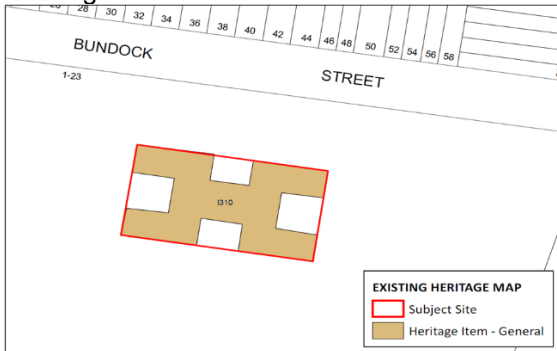 28 30 32 34 36 38 40 42 44 46 48 50 52 54 56 58
BUNDOCK STREET
1-23
I310
EXISTING HERITAGE MAP
Subject Site
Heritage Item - General